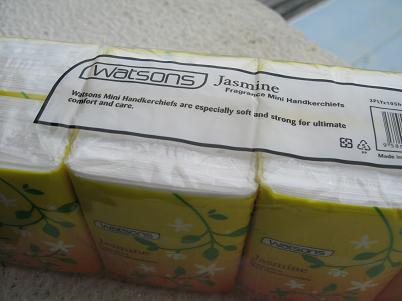 watsons Jasmine
Fragrance Mini Handkerchiefs
Watsons Mini Handkerchiefs are especially soft and strong for ultimate
comfort and care.
Made in
watsons
Jasmine
watsons
Jasmine